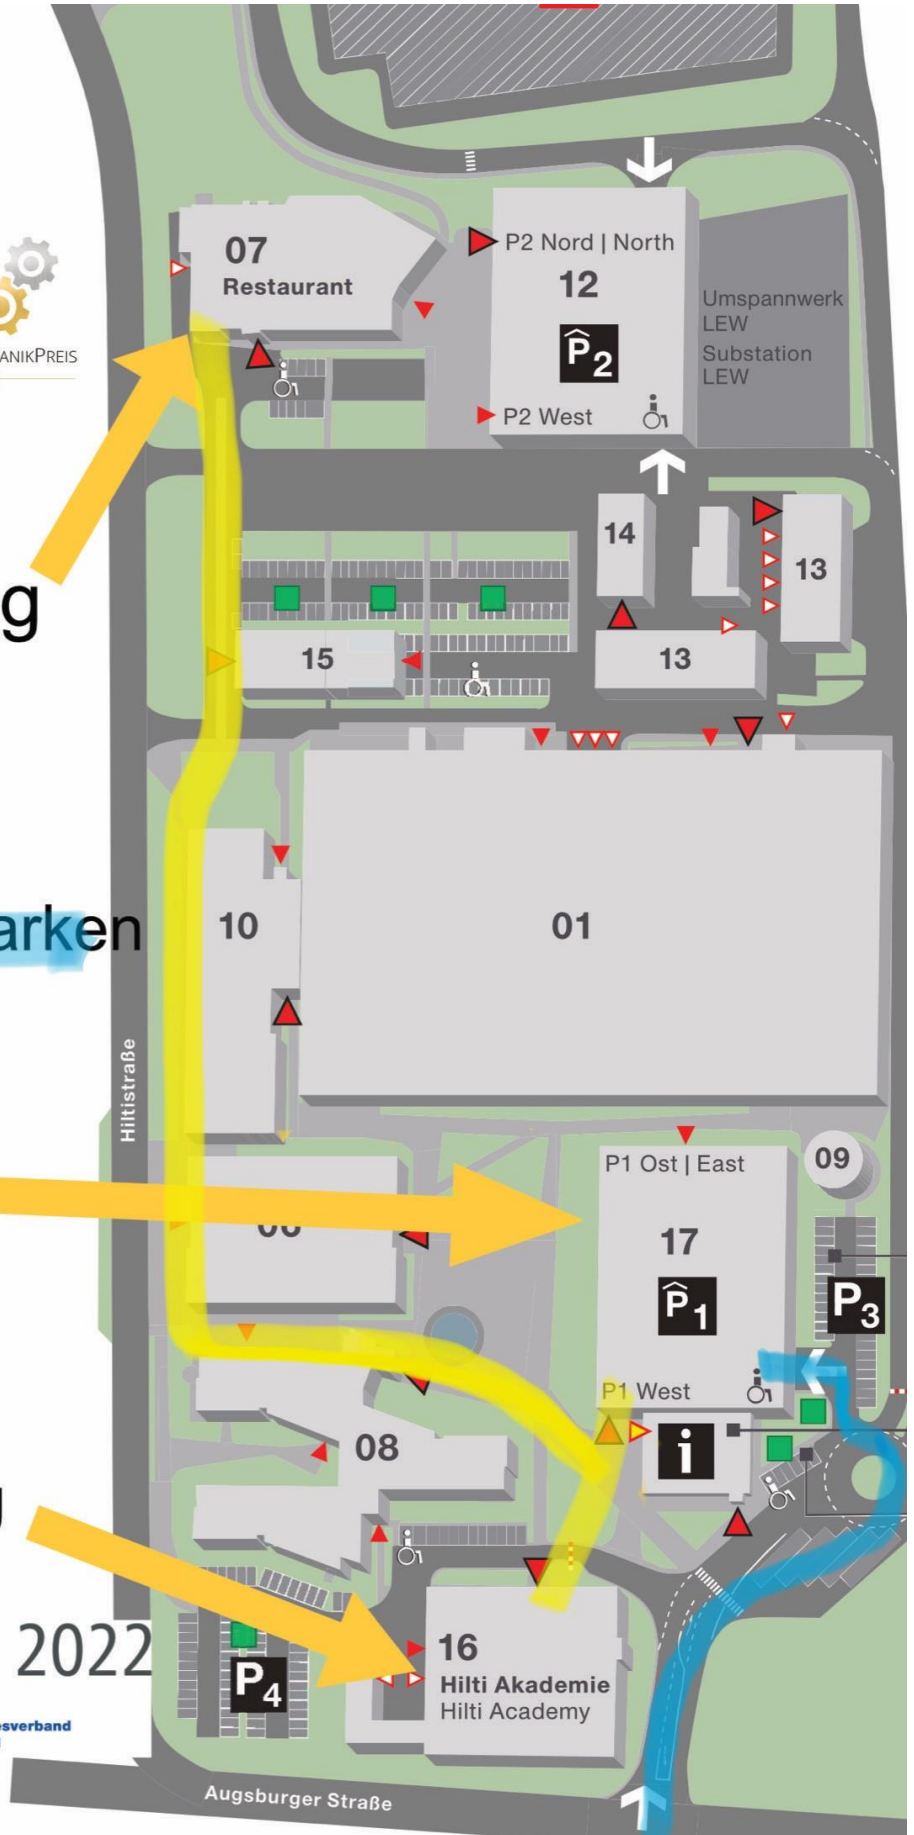 P2 Nord | North
07
Restaurant
12
Umspannwerk
LEW
Substation
LEW
P2
ANIKPREIS
P2 West
14
13
g
15
13
10
01
arken
Hiltistraße
P1 Ost | East
09
17
P1
P3
P1 West
08
i
2022
16
Hilti Akademie
Hilti Academy
P4
sverband
Augsburger Straße